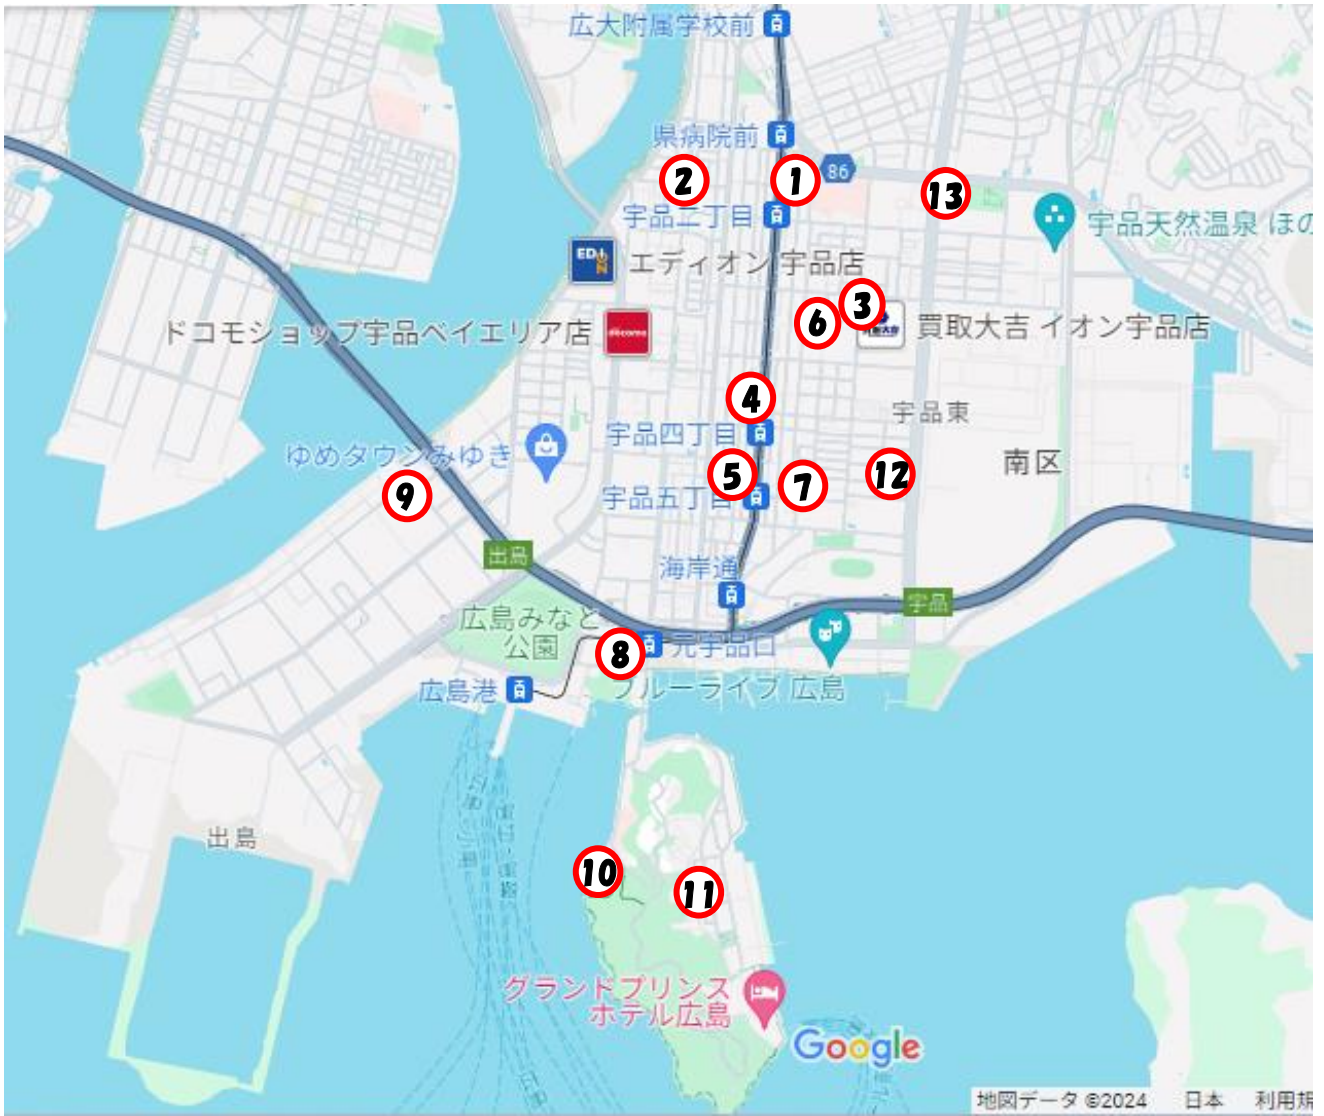 広大附属学校前
県病院前
②
①
86
⑬
宇品二丁目
宇品天然温泉 ほの
エディオン 宇品店
③
⑥
ドコモショップ宇品ベイエリア店
docomo
買取大吉 イオン宇品店
④
宇品東
宇品四丁目
ゆめタウンみゆき
南区
⑤
⑦
⑫
⑨
宇品五丁目
出島
海岸通
宇品
広島みなと
公園
⑧
元宇品口
広島港
ブルーライブ 広島
出島
⑩
⑪
グランドプリンス
ホテル広島
Google
地図データ ©2024 日本 利用規